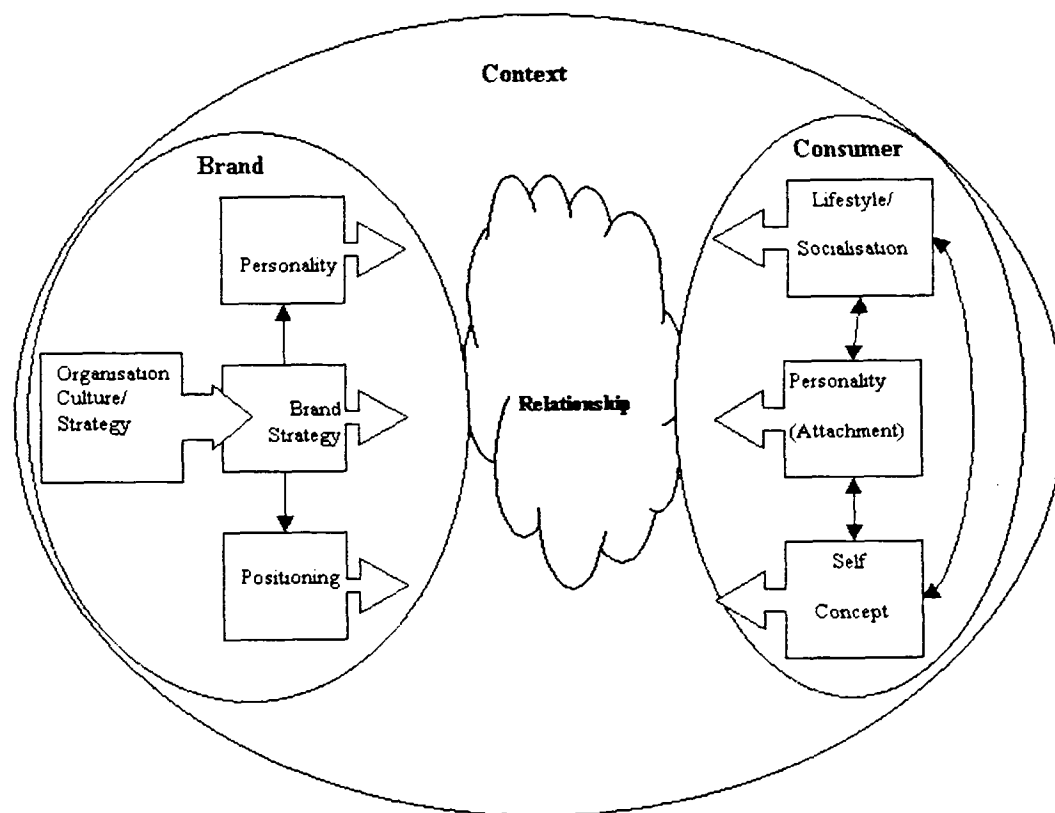 Context
Brand
Personality
Organisation
Culture/
Strategy
Brand
Strategy
Positioning
Relationship
Consumer
Lifestyle/
Socialisation
Personality
(Attachment)
Self
Concept